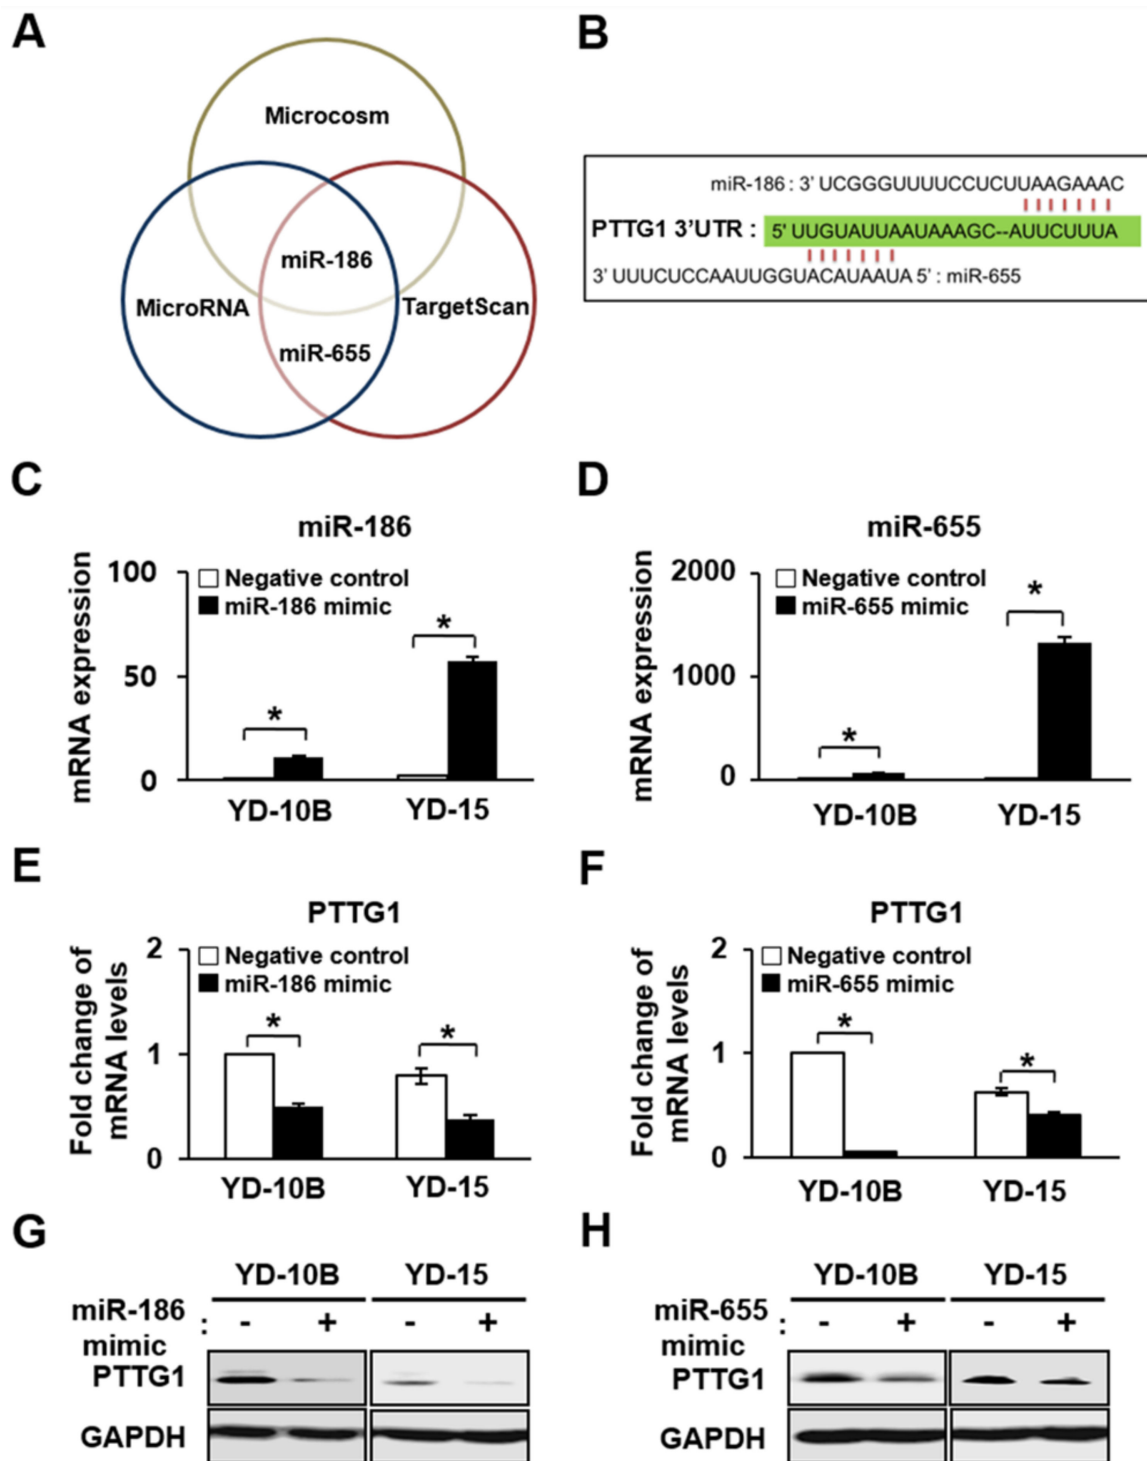 A
Microcosm
miR-186
MicroRNA
TargetScan
miR-655
B
miR-186 : 3' UCGGGUUUUCCUCUUAAGAAAC
PTTG1 3'UTR : 5' UUGUAUUAAUAAAGC--AUUCUUUA
3' UUUCUCCAAUUGGUACAUAAUA 5' : miR-655
C
miR-186
mRNA expression
100
50
0
Negative control
miR-186 mimic
*
*
YD-10B
YD-15
D
miR-655
mRNA expression
2000
1000
0
Negative control
miR-655 mimic
*
*
YD-10B
YD-15
E
PTTG1
Fold change of
mRNA levels
2
1
0
Negative control
miR-186 mimic
*
*
YD-10B
YD-15
F
PTTG1
Fold change of
mRNA levels
2
1
0
Negative control
miR-655 mimic
*
*
YD-10B
YD-15
G
YD-10B YD-15
miR-186
mimic : - + - +
PTTG1
GAPDH
H
YD-10B YD-15
miR-655
mimic : - + - +
PTTG1
GAPDH